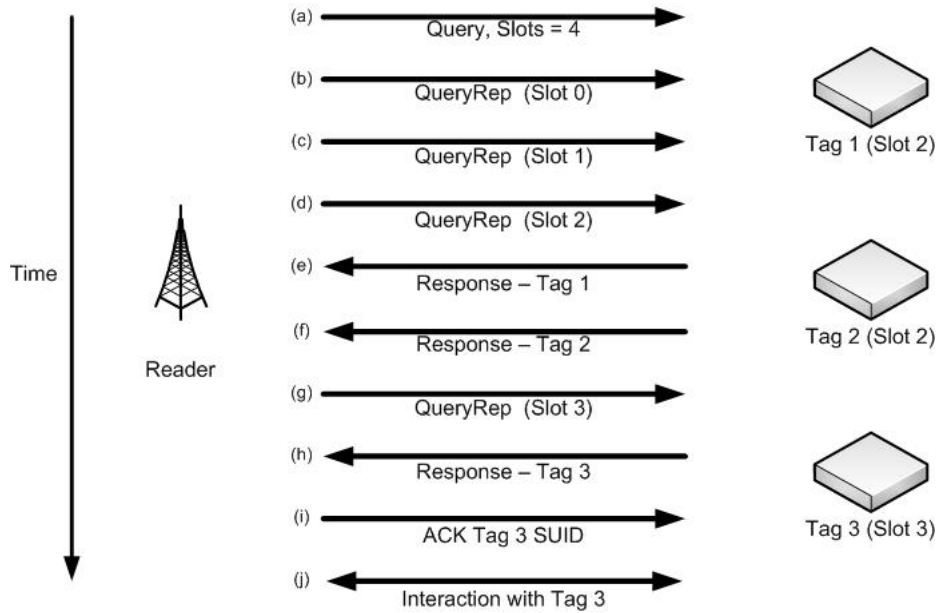 (a)
Query, Slots = 4
(b)
QueryRep (Slot 0)
Tag 1 (Slot 2)
(c)
QueryRep (Slot 1)
(d)
QueryRep (Slot 2)
Time
Reader
(e)
Response – Tag 1
Tag 2 (Slot 2)
(f)
Response – Tag 2
(g)
QueryRep (Slot 3)
(h)
Response – Tag 3
Tag 3 (Slot 3)
(i)
ACK Tag 3 SUID
(j)
Interaction with Tag 3